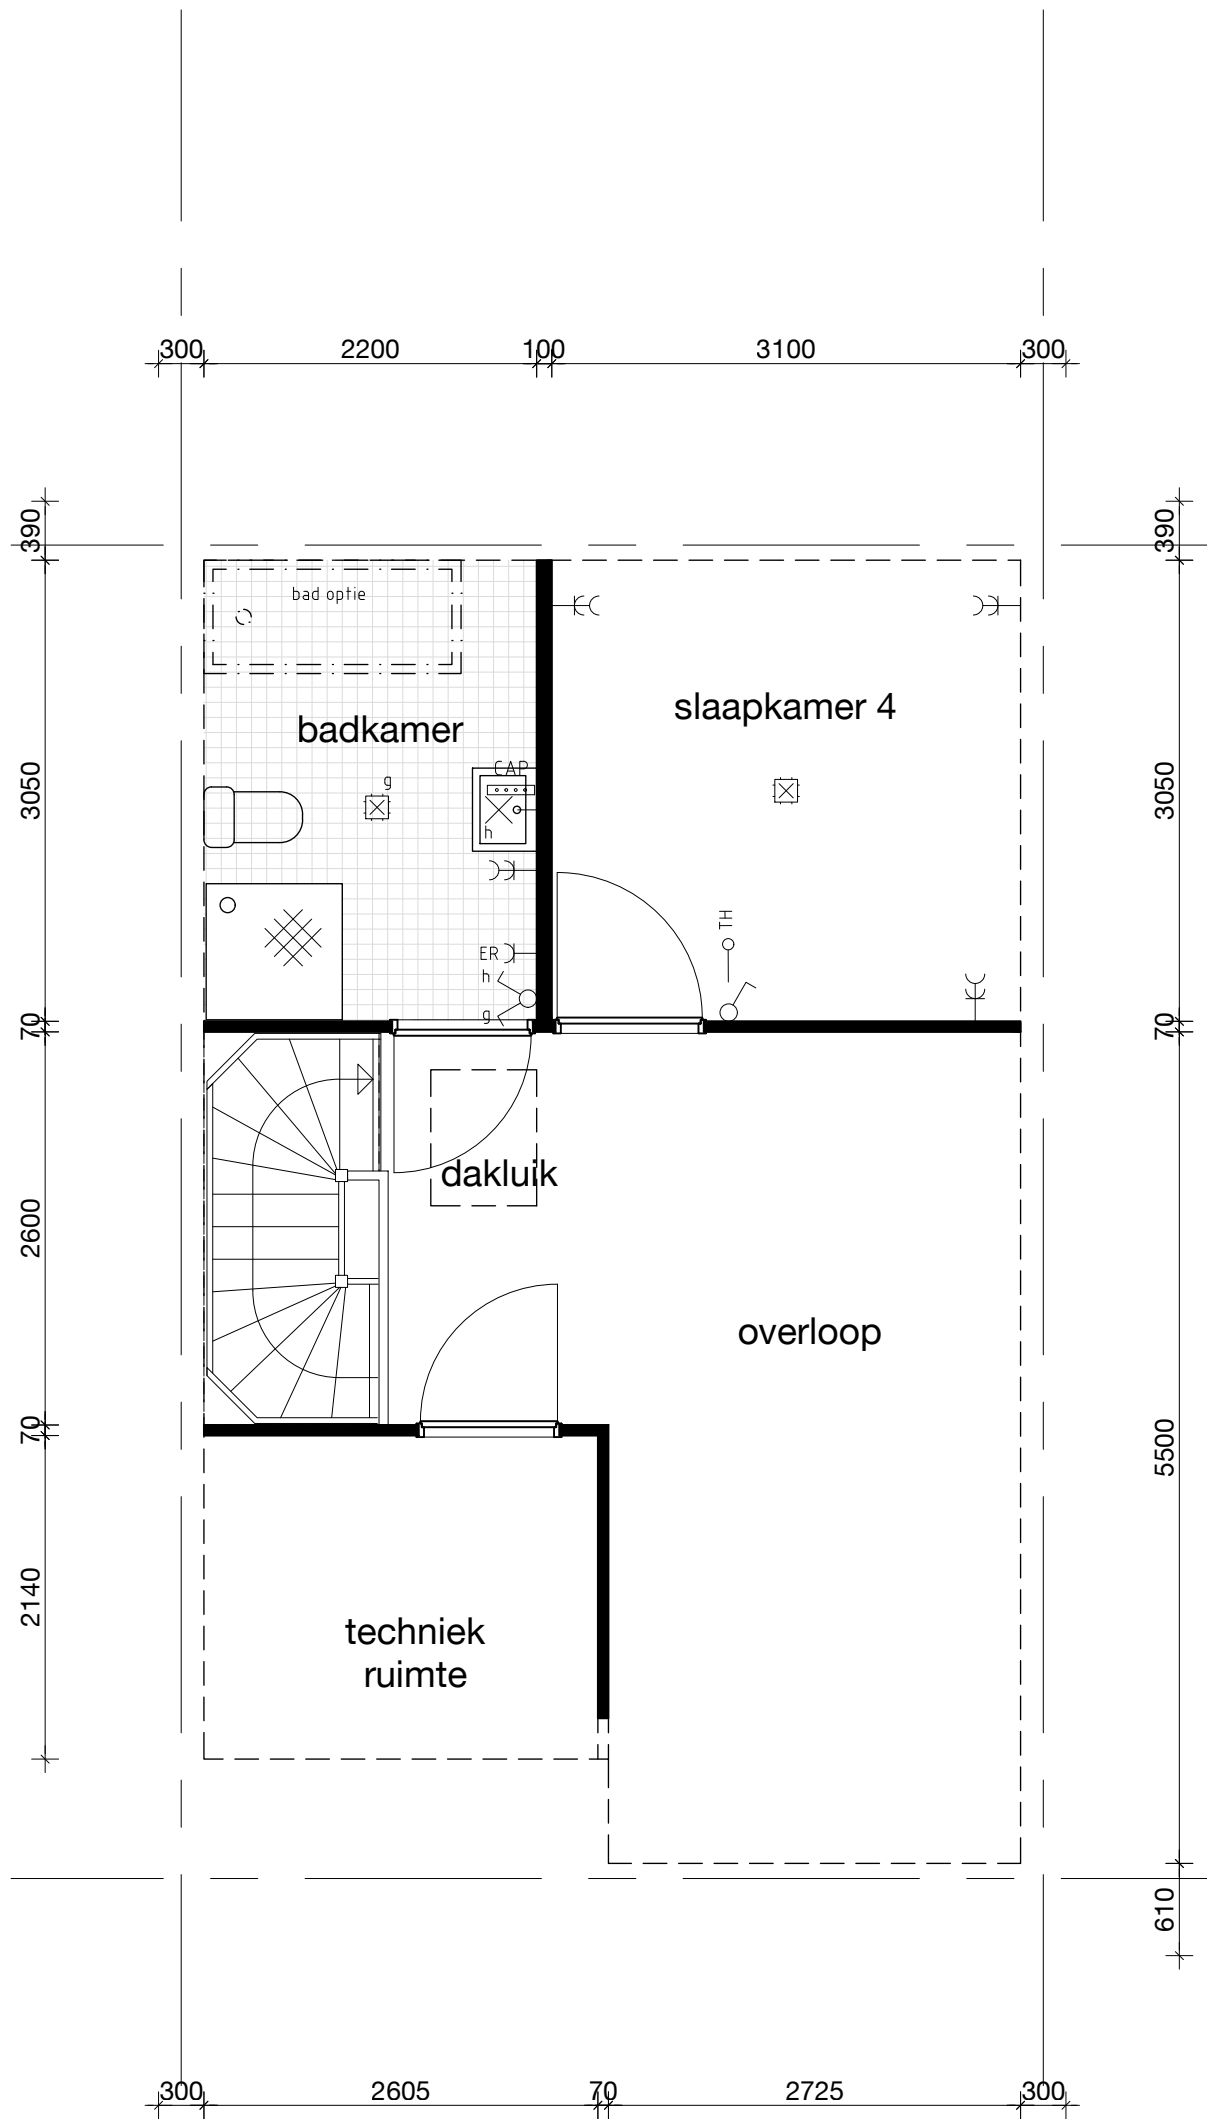 300 2200 100 3100 300
390
390
bad optie
slaapkamer 4
badkamer
CAP
g
h
3050
3050
TH
ER
h
g
70
70
dakluik
2600
overloop
70
5500
2140
techniek
ruimte
610
300 2605 70 2725 300